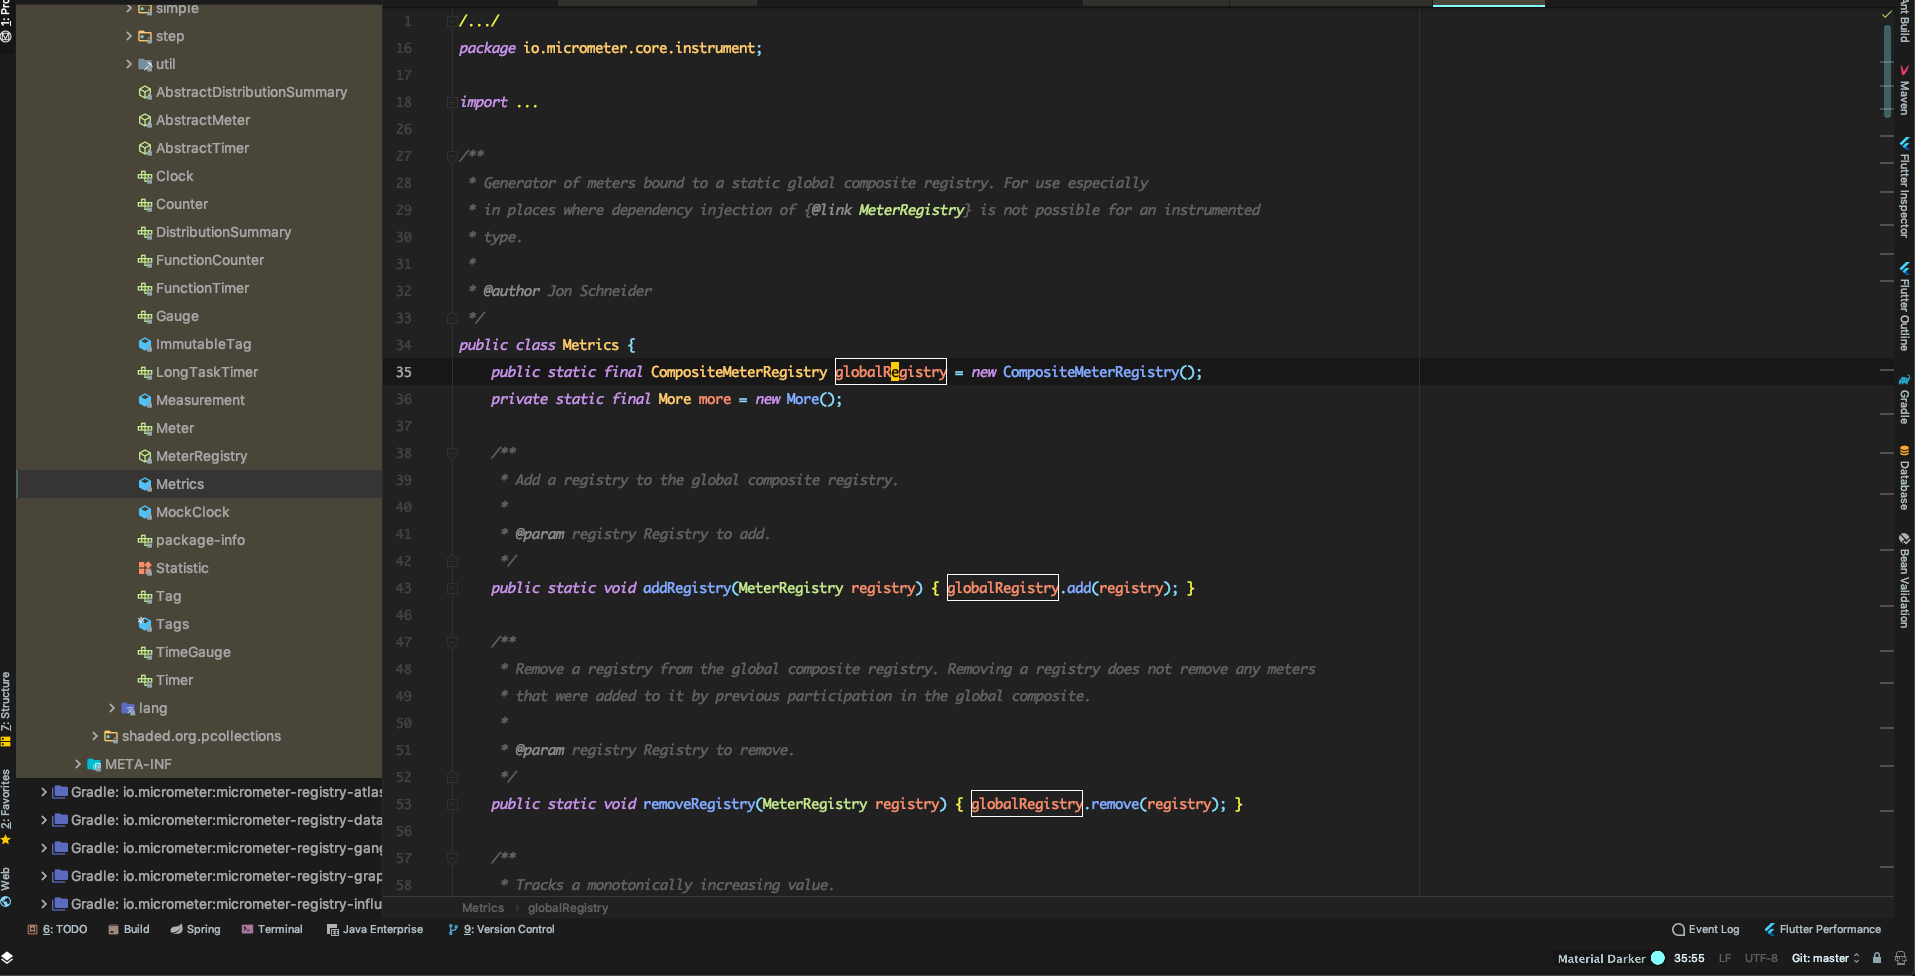 simple
step
util
AbstractDistributionSummary
AbstractMeter
AbstractTimer
Clock
Counter
DistributionSummary
FunctionCounter
FunctionTimer
Gauge
ImmutableTag
LongTaskTimer
Measurement
Meter
MeterRegistry
Metrics
MockClock
package-info
Statistic
Tag
Tags
TimeGauge
Timer
lang
shaded.org.pcollections
META-INF
Gradle: io.micrometer:micrometer-registry-atlas
Gradle: io.micrometer:micrometer-registry-data
Gradle: io.micrometer:micrometer-registry-gang
Gradle: io.micrometer:micrometer-registry-grap
Gradle: io.micrometer:micrometer-registry-influ
7: Structure
2: Favorites
Web
1 /.../
16 package io.micrometer.core.instrument;
17
18 import ...
26
27 /**
28 * Generator of meters bound to a static global composite registry. For use especially
29 * in places where dependency injection of {@link MeterRegistry} is not possible for an instrumented
30 * type.
31 *
32 * @author Jon Schneider
33 */
34 public class Metrics {
35 public static final CompositeMeterRegistry globalRegistry = new CompositeMeterRegistry();
36 private static final More more = new More();
37
38 /**
39 * Add a registry to the global composite registry.
40 *
41 * @param registry Registry to add.
42 */
43 public static void addRegistry(MeterRegistry registry) { globalRegistry.add(registry); }
46
47 /**
48 * Remove a registry from the global composite registry. Removing a registry does not remove any meters
49 * that were added to it by previous participation in the global composite.
50 *
51 * @param registry Registry to remove.
52 */
53 public static void removeRegistry(MeterRegistry registry) { globalRegistry.remove(registry); }
56
57 /**
58 * Tracks a monotonically increasing value.
Metrics › globalRegistry
Ant Build
Maven
Flutter Inspector
Flutter Outline
Gradle
Database
Bean Validation
6: TODO Build Spring Terminal Java Enterprise 9: Version Control Event Log Flutter Performance
Material Darker 35:55 LF UTF-8 Git: master